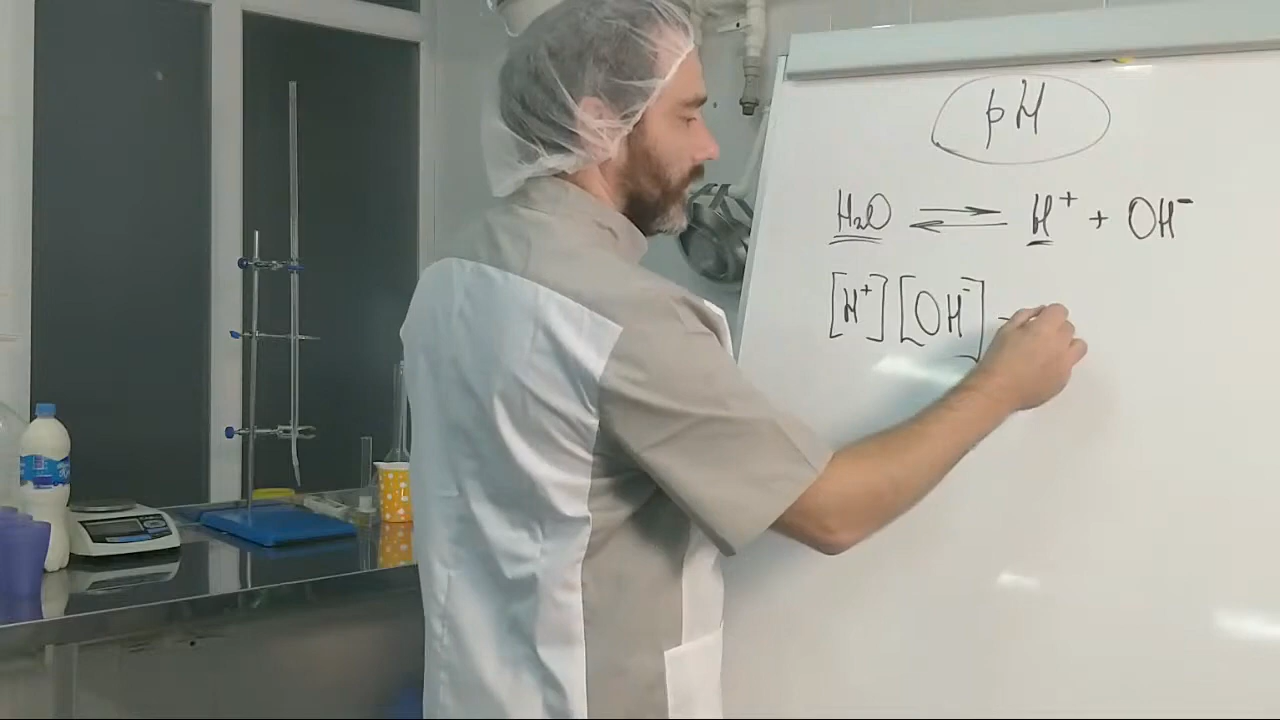 pH
H₂O ⇌ H⁺ + OH⁻
[H⁺][OH⁻]